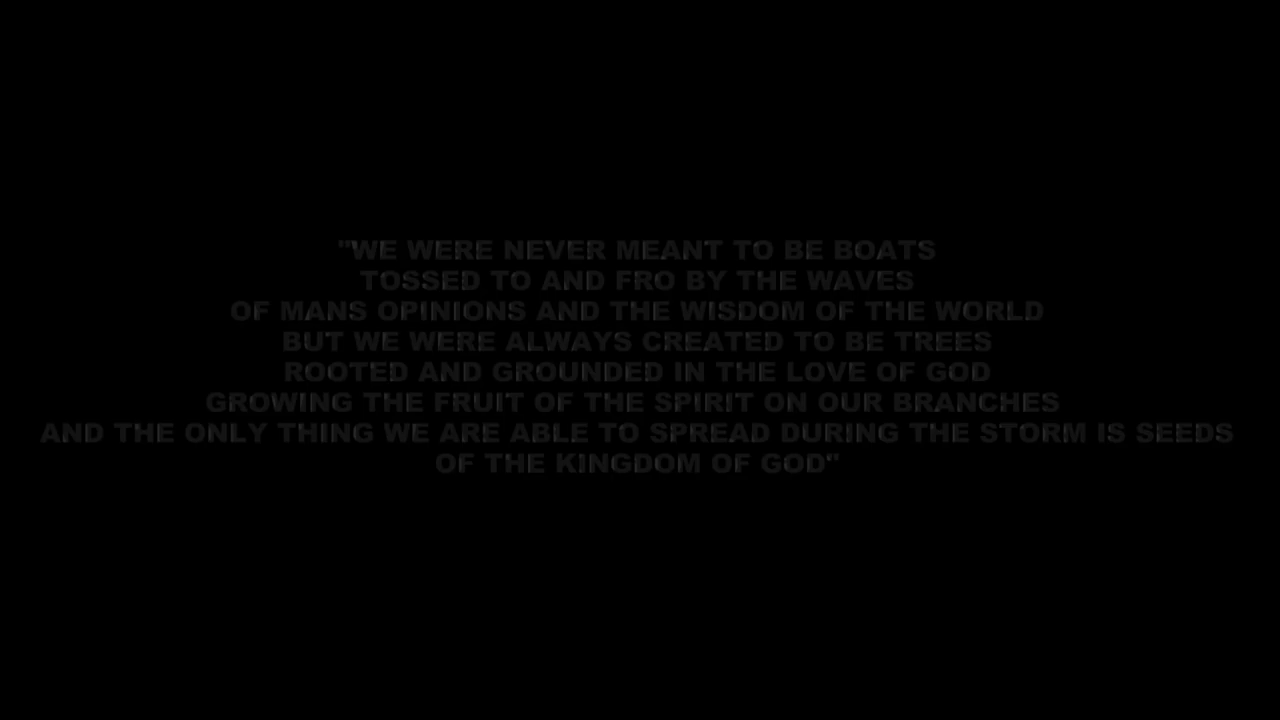 "WE WERE NEVER MEANT TO BE BOATS
TOSSED TO AND FRO BY THE WAVES
OF MANS OPINIONS AND THE WISDOM OF THE WORLD
BUT WE WERE ALWAYS CREATED TO BE TREES
ROOTED AND GROUNDED IN THE LOVE OF GOD
GROWING THE FRUIT OF THE SPIRIT ON OUR BRANCHES
AND THE ONLY THING WE ARE ABLE TO SPREAD DURING THE STORM IS SEEDS
OF THE KINGDOM OF GOD"